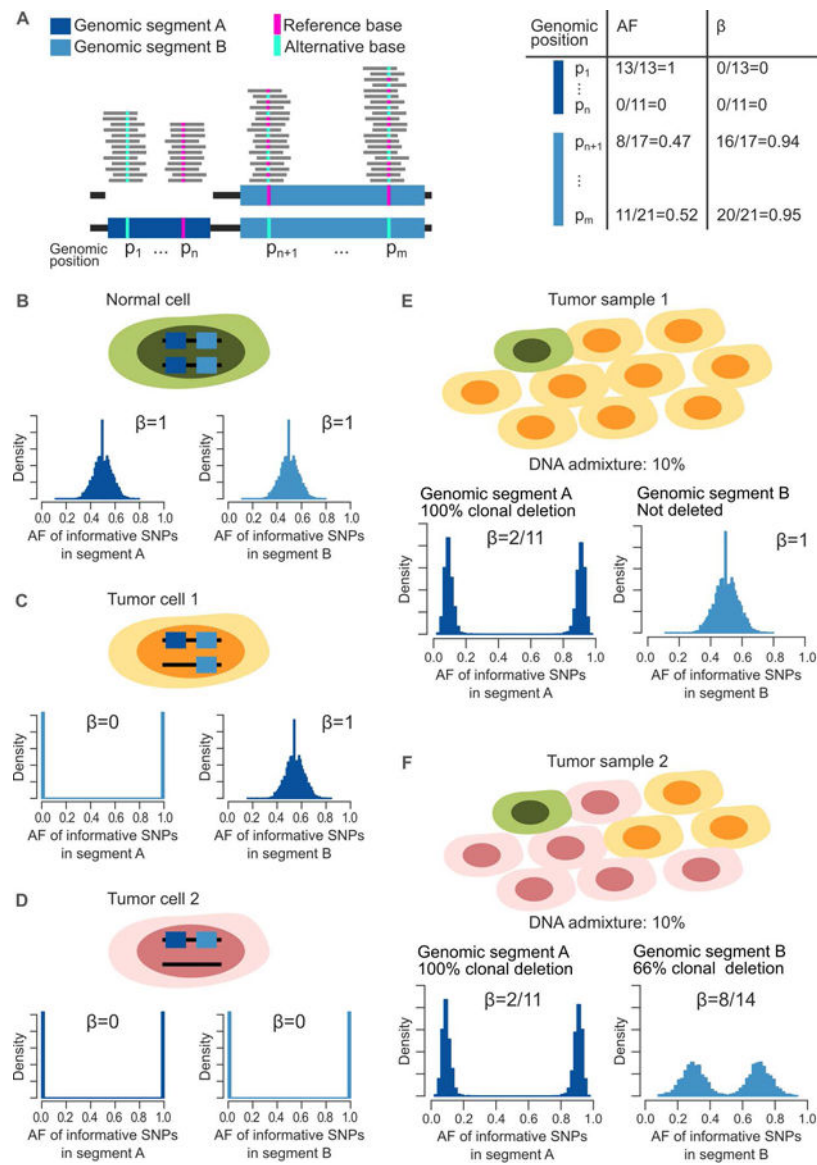 A
Genomic segment A
Genomic segment B
Reference base
Alternative base
Genomic position
p1 ... pn
pn+1 ... pm
Genomic position
AF
β
p1 13/13=1 0/13=0
⋮
pn 0/11=0 0/11=0
pn+1 8/17=0.47 16/17=0.94
⋮
pm 11/21=0.52 20/21=0.95
B
Normal cell
Density
β=1
0.0 0.2 0.4 0.6 0.8 1.0
AF of informative SNPs
in segment A
Density
β=1
0.0 0.2 0.4 0.6 0.8 1.0
AF of informative SNPs
in segment B
C
Tumor cell 1
Density
β=0
0.0 0.2 0.4 0.6 0.8 1.0
AF of informative SNPs
in segment A
Density
β=1
0.0 0.2 0.4 0.6 0.8 1.0
AF of informative SNPs
in segment B
D
Tumor cell 2
Density
β=0
0.0 0.2 0.4 0.6 0.8 1.0
AF of informative SNPs
in segment A
Density
β=0
0.0 0.2 0.4 0.6 0.8 1.0
AF of informative SNPs
in segment B
E
Tumor sample 1
DNA admixture: 10%
Genomic segment A
100% clonal deletion
Density
β=2/11
0.0 0.2 0.4 0.6 0.8 1.0
AF of informative SNPs
in segment A
Genomic segment B
Not deleted
Density
β=1
0.0 0.2 0.4 0.6 0.8 1.0
AF of informative SNPs
in segment B
F
Tumor sample 2
DNA admixture: 10%
Genomic segment A
100% clonal deletion
Density
β=2/11
0.0 0.2 0.4 0.6 0.8 1.0
AF of informative SNPs
in segment A
Genomic segment B
66% clonal deletion
Density
β=8/14
0.0 0.2 0.4 0.6 0.8 1.0
AF of informative SNPs
in segment B